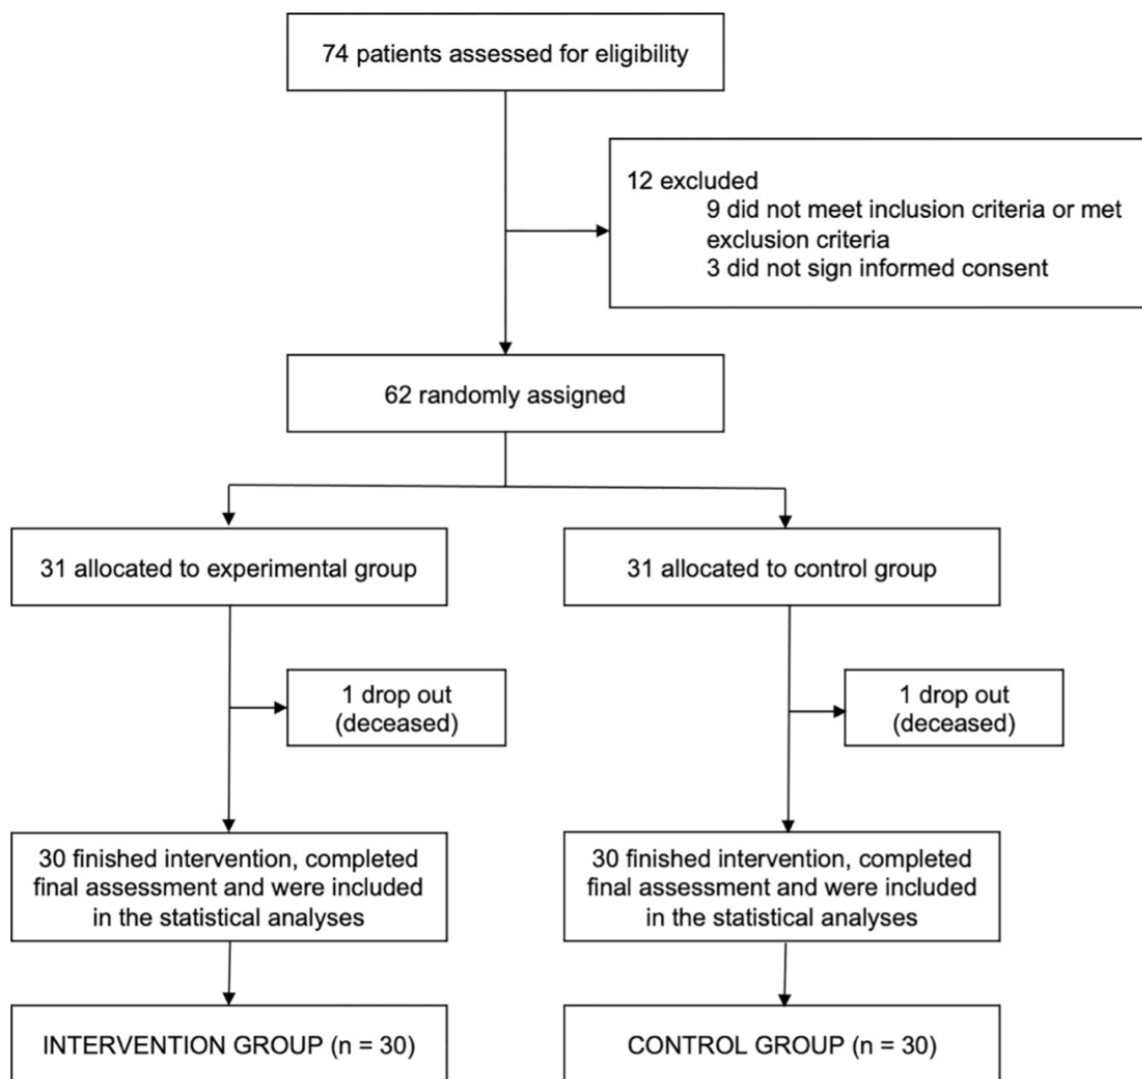 74 patients assessed for eligibility
12 excluded
9 did not meet inclusion criteria or met
exclusion criteria
3 did not sign informed consent
62 randomly assigned
31 allocated to experimental group
31 allocated to control group
1 drop out
(deceased)
1 drop out
(deceased)
30 finished intervention, completed
final assessment and were included
in the statistical analyses
30 finished intervention, completed
final assessment and were included
in the statistical analyses
INTERVENTION GROUP (n = 30)
CONTROL GROUP (n = 30)